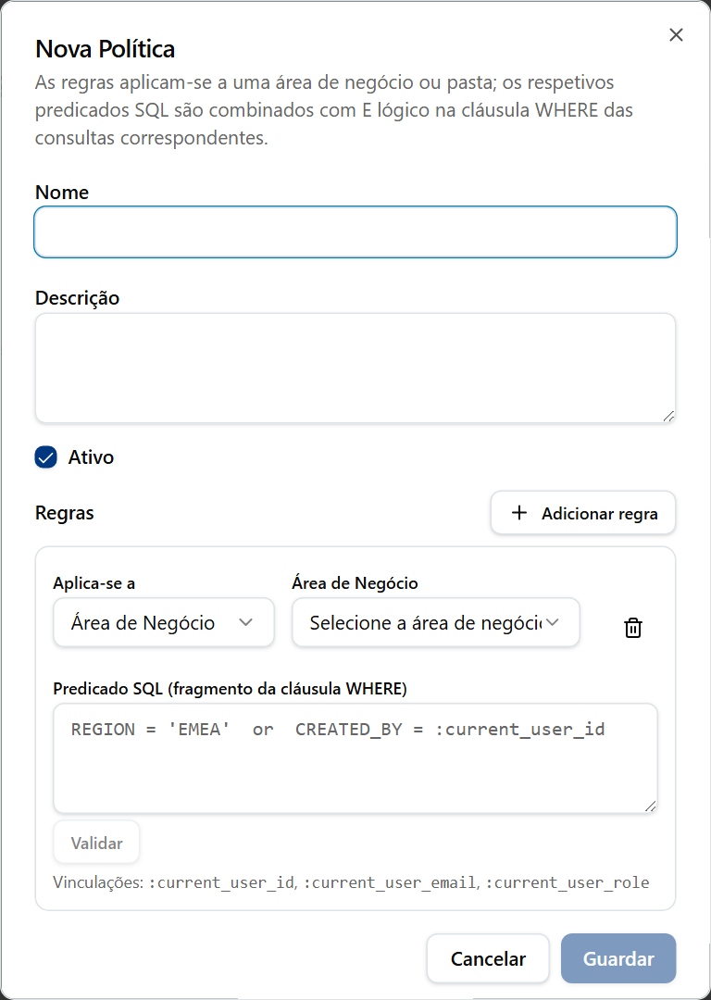 Nova Política
As regras aplicam-se a uma área de negócio ou pasta; os respetivos
predicados SQL são combinados com E lógico na cláusula WHERE das
consultas correspondentes.
Nome
Descrição
Ativo
Regras
Adicionar regra
Aplica-se a
Área de Negócio
Área de Negócio
Selecione a área de negóci
Predicado SQL (fragmento da cláusula WHERE)
REGION = 'EMEA'  or  CREATED_BY = :current_user_id
Validar
Vinculações: :current_user_id, :current_user_email, :current_user_role
Cancelar
Guardar